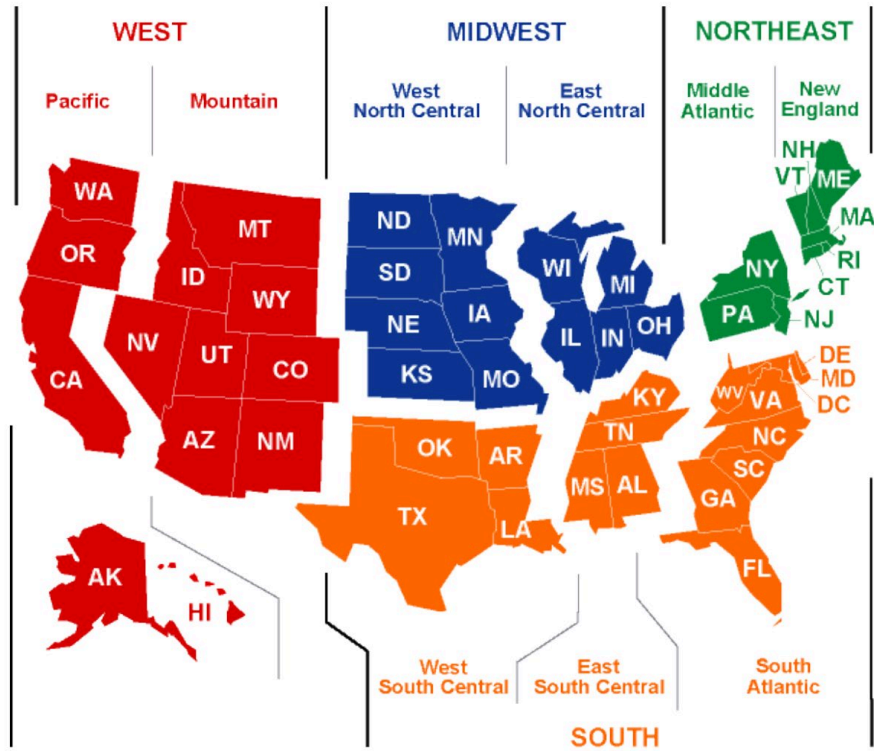 WEST
MIDWEST
NORTHEAST
Pacific
Mountain
West
North Central
East
North Central
Middle
Atlantic
New
England
WA
OR
CA
NV
ID
MT
WY
UT
CO
AZ
NM
AK
HI
ND
SD
NE
KS
MN
IA
MO
WI
MI
IL
IN
OH
NH
VT
ME
MA
RI
CT
NY
PA
NJ
DE
MD
DC
WV
VA
NC
SC
GA
FL
KY
TN
MS
AL
OK
AR
TX
LA
West
South Central
East
South Central
South
Atlantic
SOUTH